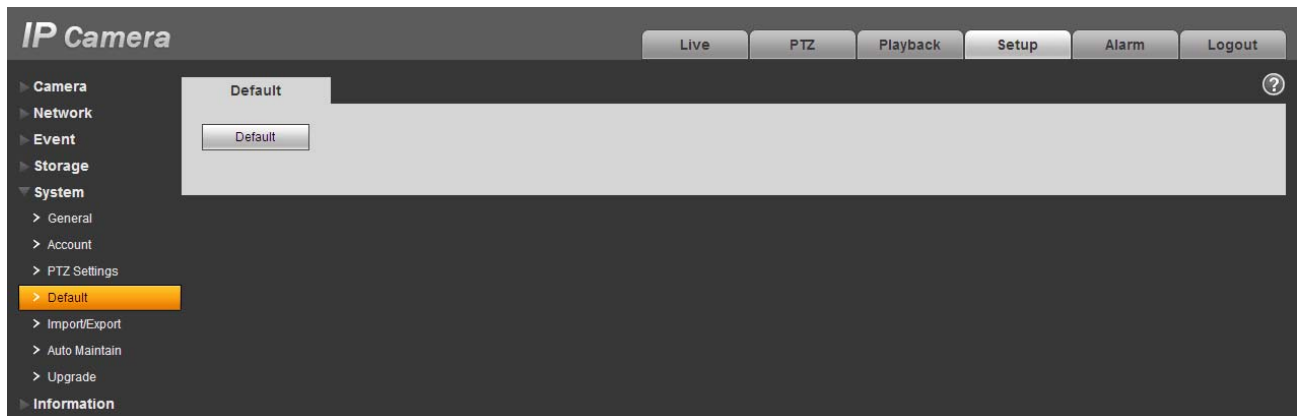 IP Camera
Live
PTZ
Playback
Setup
Alarm
Logout
Camera
Network
Event
Storage
System
> General
> Account
> PTZ Settings
> Default
> Import/Export
> Auto Maintain
> Upgrade
Information
Default
?
Default